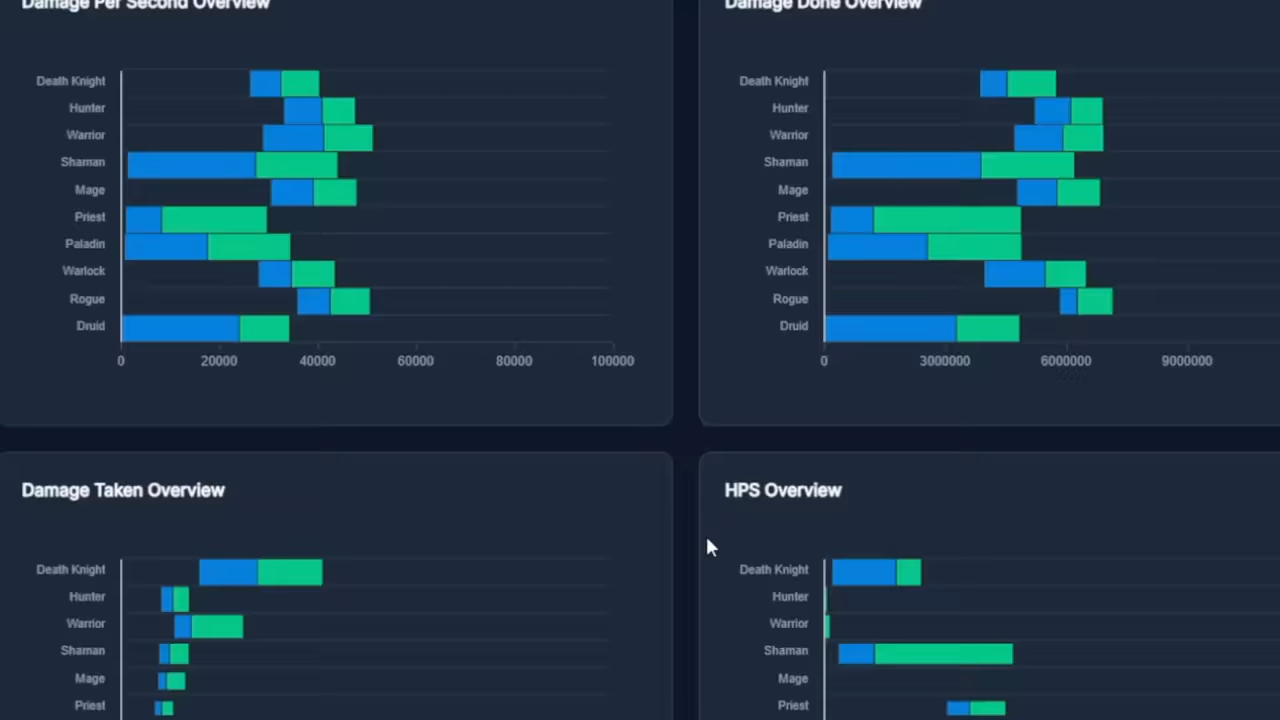 Damage Per Second Overview
Death Knight
Hunter
Warrior
Shaman
Mage
Priest
Paladin
Warlock
Rogue
Druid
0 20000 40000 60000 80000 100000
Damage Done Overview
Death Knight
Hunter
Warrior
Shaman
Mage
Priest
Paladin
Warlock
Rogue
Druid
0 3000000 6000000 9000000
Damage Taken Overview
Death Knight
Hunter
Warrior
Shaman
Mage
Priest
HPS Overview
Death Knight
Hunter
Warrior
Shaman
Mage
Priest